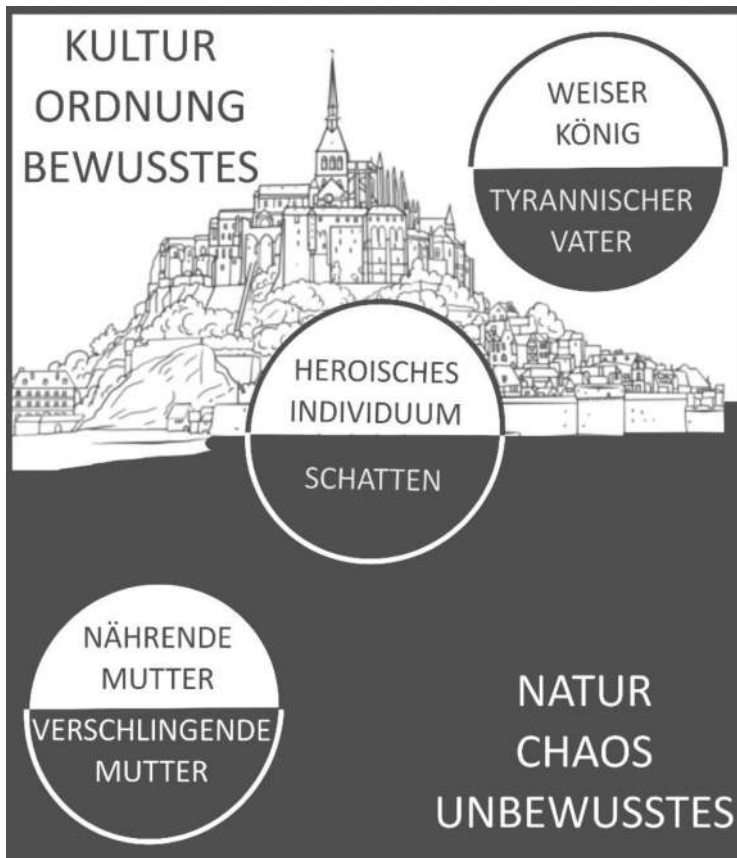 KULTUR
ORDNUNG
BEWUSSTES
WEISER
KÖNIG
TYRANNISCHER
VATER
HEROISCHES
INDIVIDUUM
SCHATTEN
NÄHRENDE
MUTTER
VERSCHLINGENDE
MUTTER
NATUR
CHAOS
UNBEWUSSTES